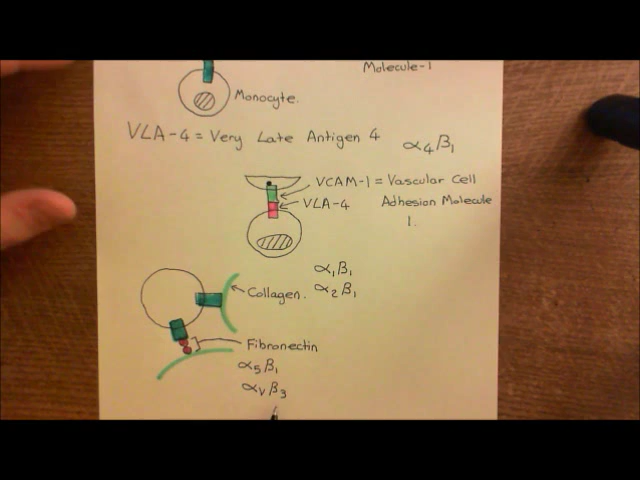 Molecule-1
Monocyte.
VLA-4 = Very Late Antigen 4 α4β1
VCAM-1 = Vascular Cell
VLA-4 Adhesion Molecule
1.
α1β1
Collagen. α2β1
Fibronectin
α5β1
αvβ3